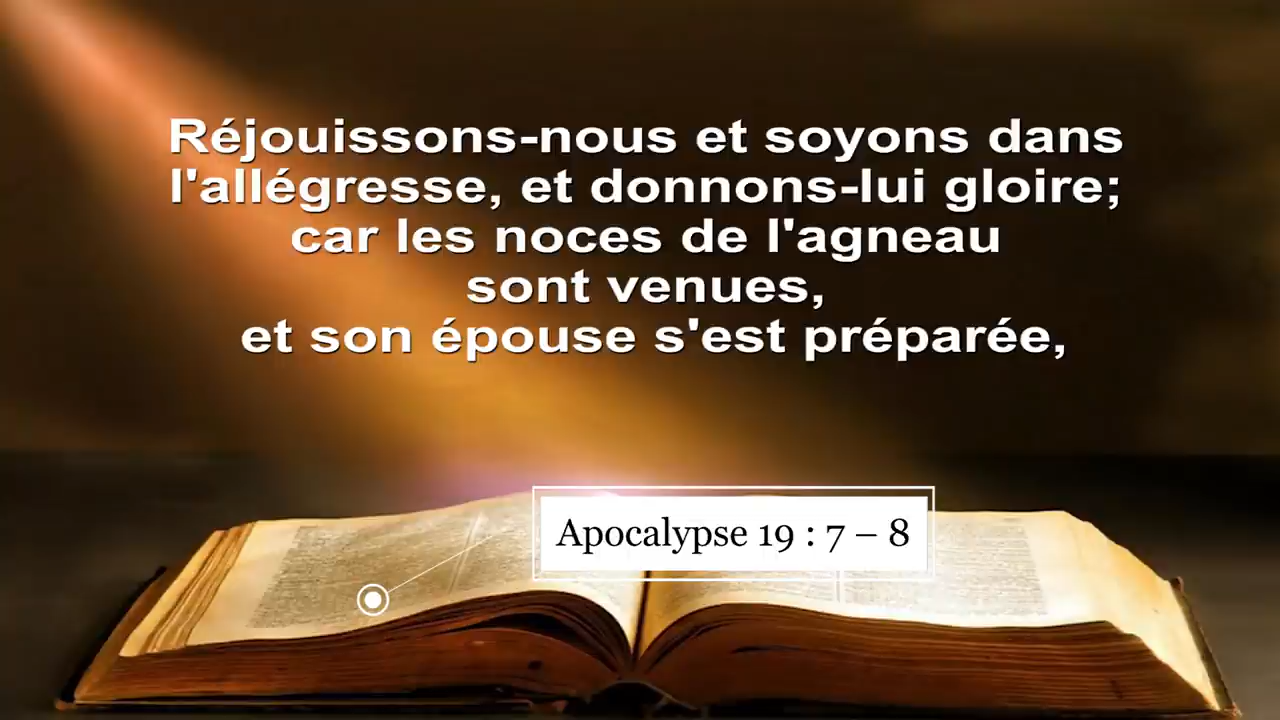 Réjouissons-nous et soyons dans
l'allégresse, et donnons-lui gloire;
car les noces de l'agneau
sont venues,
et son épouse s'est préparée,
Apocalypse 19 : 7 – 8